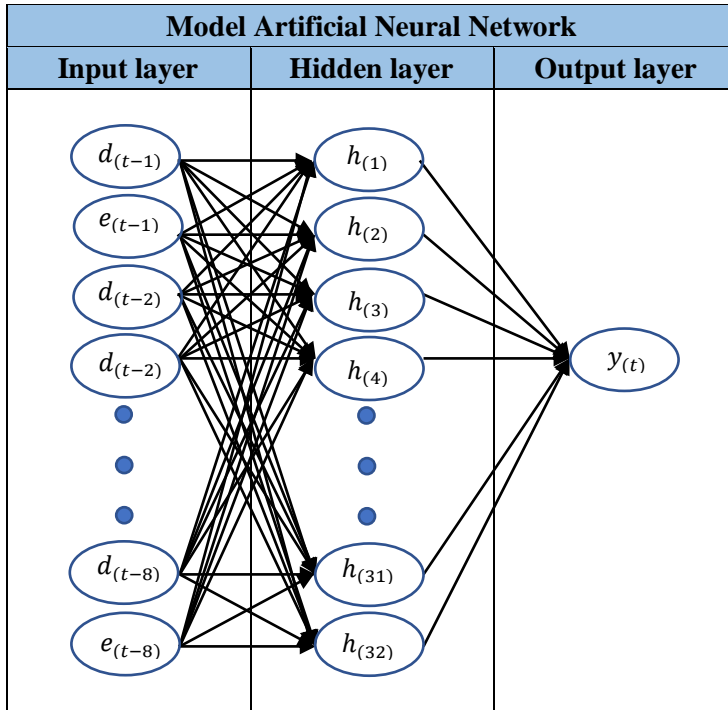 Model Artificial Neural Network
Input layer Hidden layer Output layer
d(t−1) h(1)
e(t−1) h(2)
d(t−2) h(3)
d(t−2) h(4)
y(t)
d(t−8) h(31)
e(t−8) h(32)